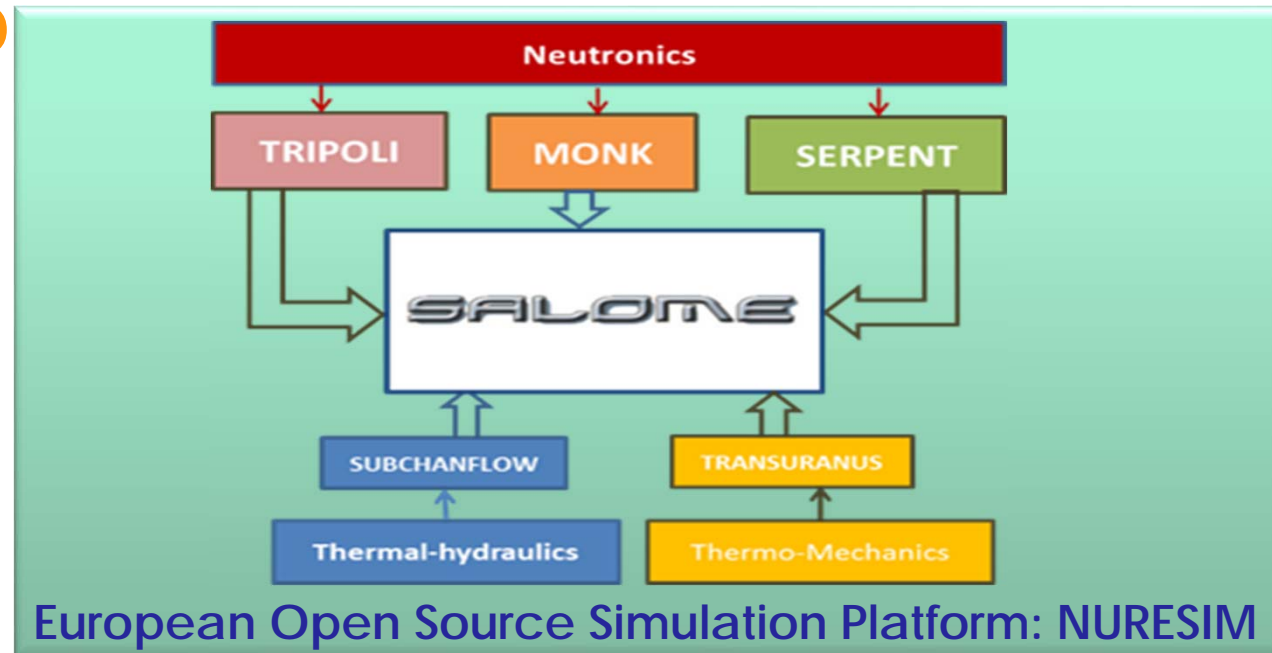 Neutronics
TRIPOLI MONK SERPENT
SALOME
SUBCHANFLOW TRANSURANUS
Thermal-hydraulics Thermo-Mechanics
European Open Source Simulation Platform: NURESIM